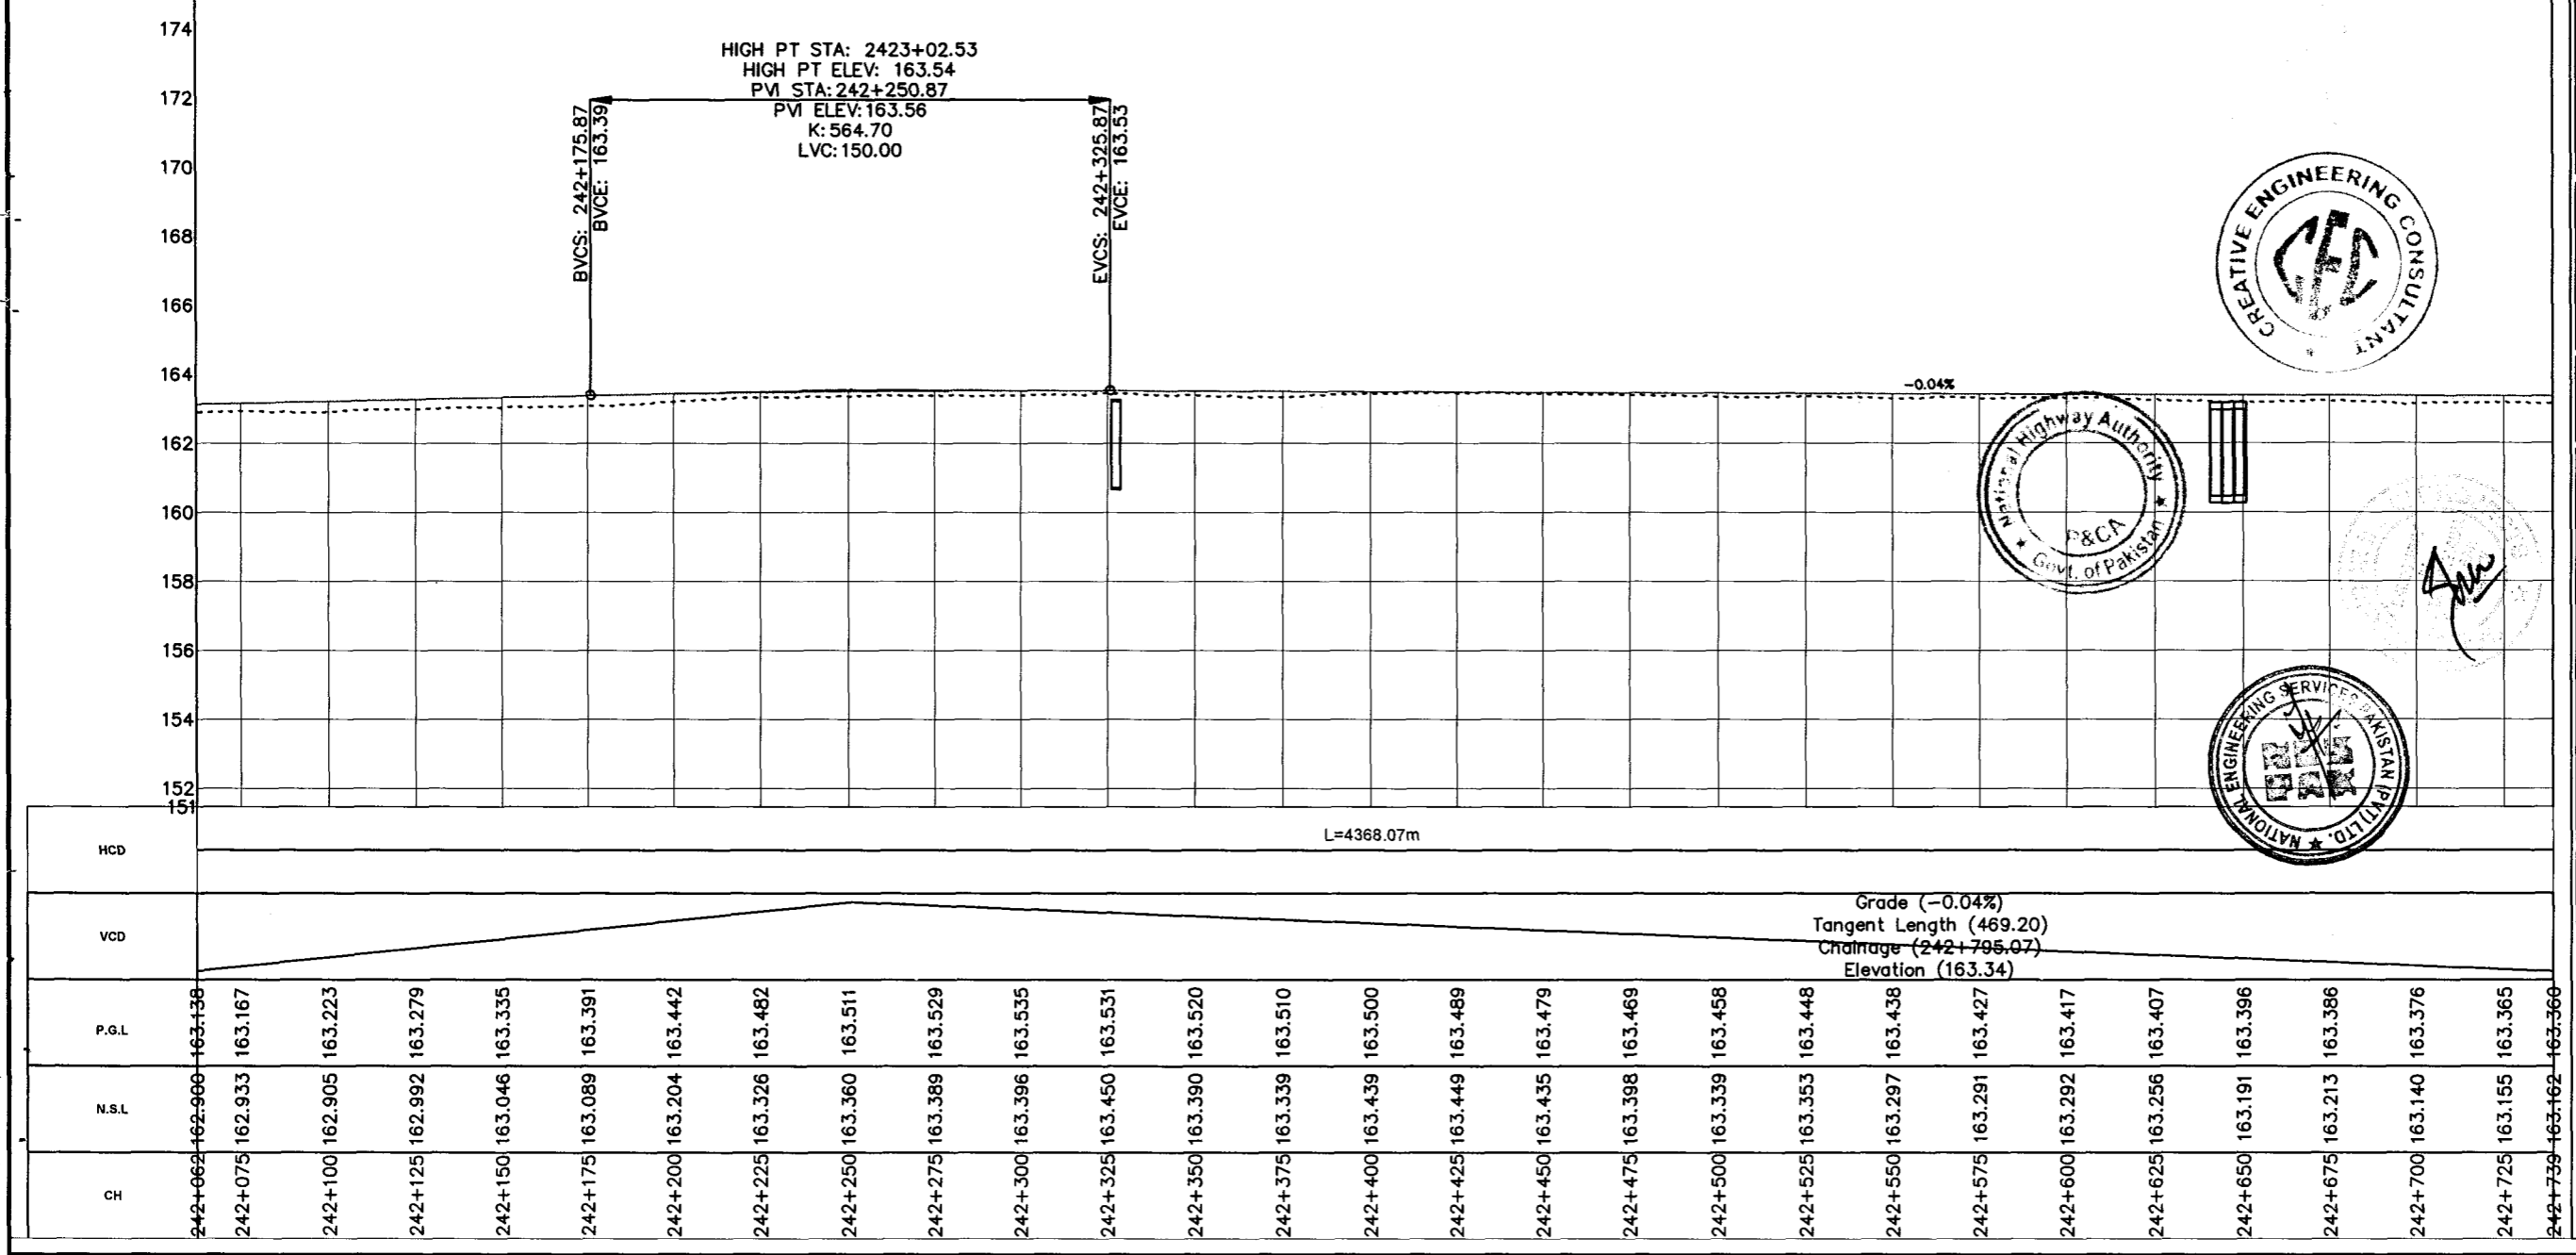 174
172
170
168
166
164
162
160
158
156
154
152
151
HIGH PT STA: 2423+02.53
HIGH PT ELEV: 163.54
PVI STA: 242+250.87
PVI ELEV: 163.56
K: 564.70
LVC: 150.00
BVCS: 242+175.87
BVCE: 163.39
EVCS: 242+325.87
EVCE: 163.53
-0.04%
CREATIVE ENGINEERING CONSULTANT
CEC
National Highway Authority
P&CA
Govt. of Pakistan
NATIONAL ENGINEERING SERVICES PAKISTAN (PVT) LTD.
HCD
L=4368.07m
VCD
Grade (-0.04%)
Tangent Length (469.20)
Chainage (242+795.07)
Elevation (163.34)
P.G.L 163.138 163.167 163.223 163.279 163.335 163.391 163.442 163.482 163.511 163.529 163.535 163.531 163.520 163.510 163.500 163.489 163.479 163.469 163.458 163.448 163.438 163.427 163.417 163.407 163.396 163.386 163.376 163.365 163.360
N.S.L 162.900 162.933 162.905 162.992 163.046 163.089 163.204 163.326 163.360 163.389 163.396 163.450 163.390 163.339 163.439 163.449 163.435 163.398 163.339 163.353 163.297 163.291 163.292 163.256 163.191 163.213 163.140 163.155 163.162
CH 242+062 242+075 242+100 242+125 242+150 242+175 242+200 242+225 242+250 242+275 242+300 242+325 242+350 242+375 242+400 242+425 242+450 242+475 242+500 242+525 242+550 242+575 242+600 242+625 242+650 242+675 242+700 242+725 242+739